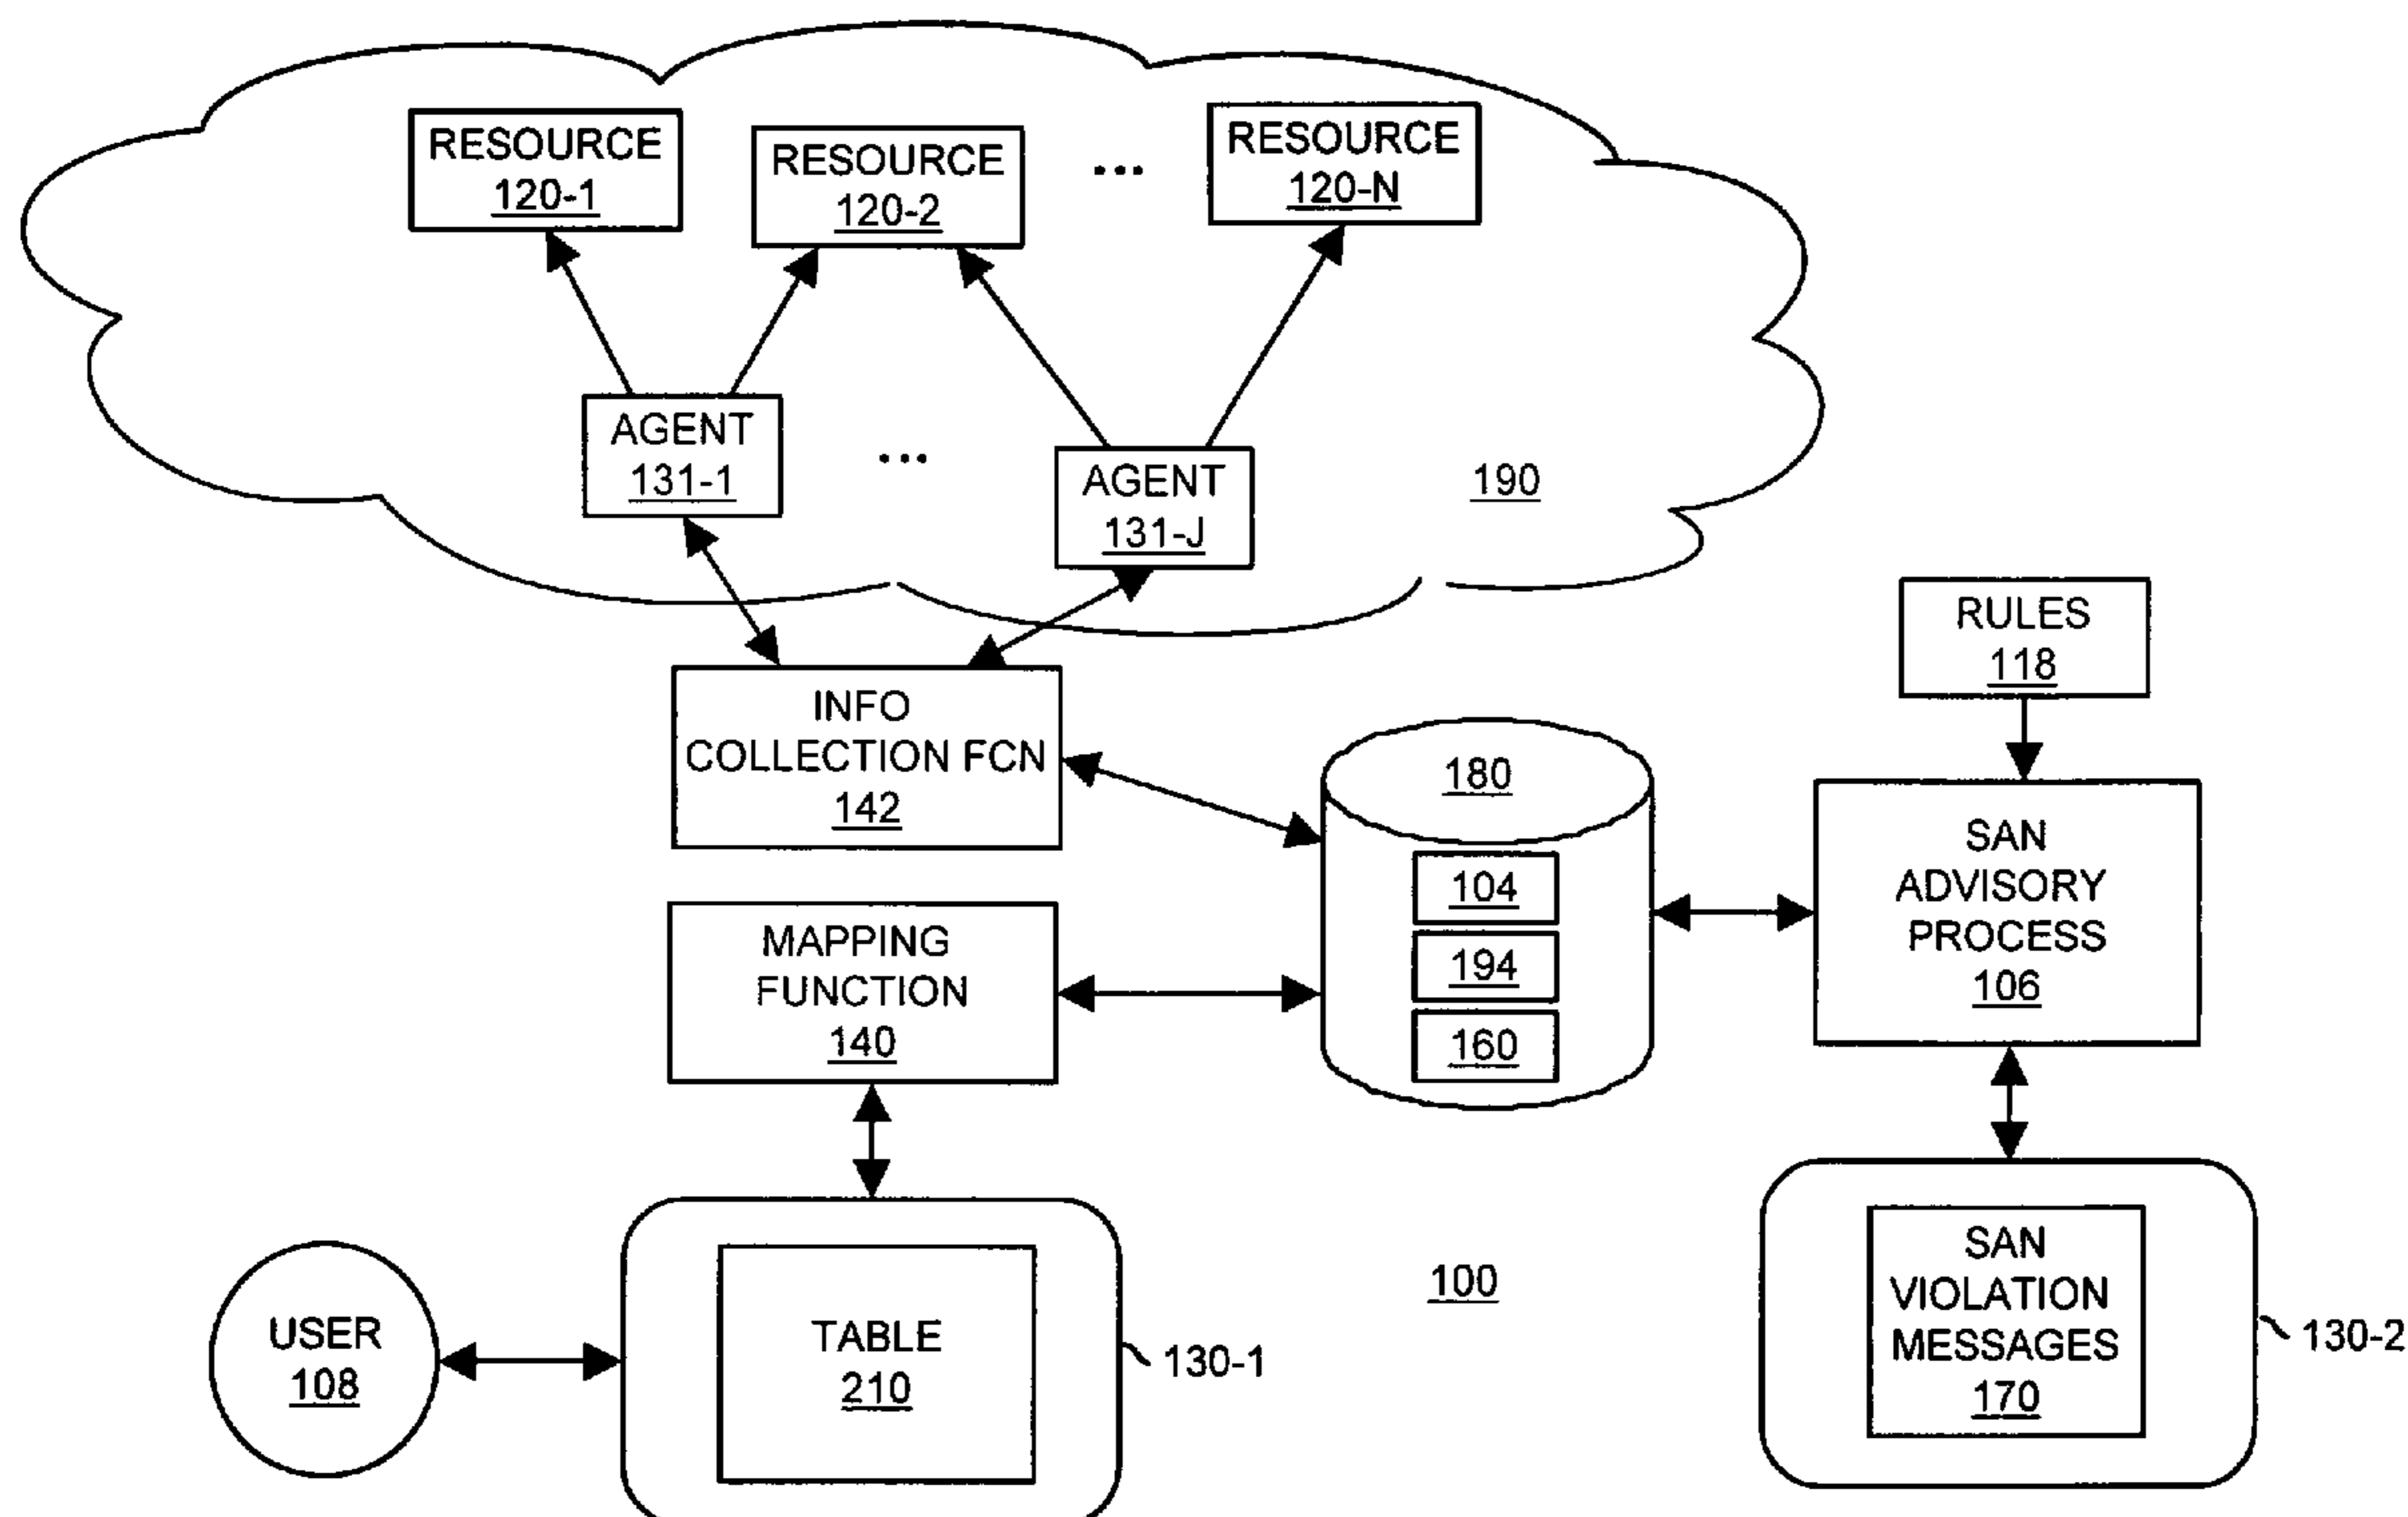 RESOURCE
120-1
RESOURCE
120-2
...
RESOURCE
120-N
AGENT
131-1
...
AGENT
131-J
190
RULES
118
INFO
COLLECTION FCN
142
180
104
194
160
SAN
ADVISORY
PROCESS
106
MAPPING
FUNCTION
140
USER
108
TABLE
210
130-1
100
SAN
VIOLATION
MESSAGES
170
130-2